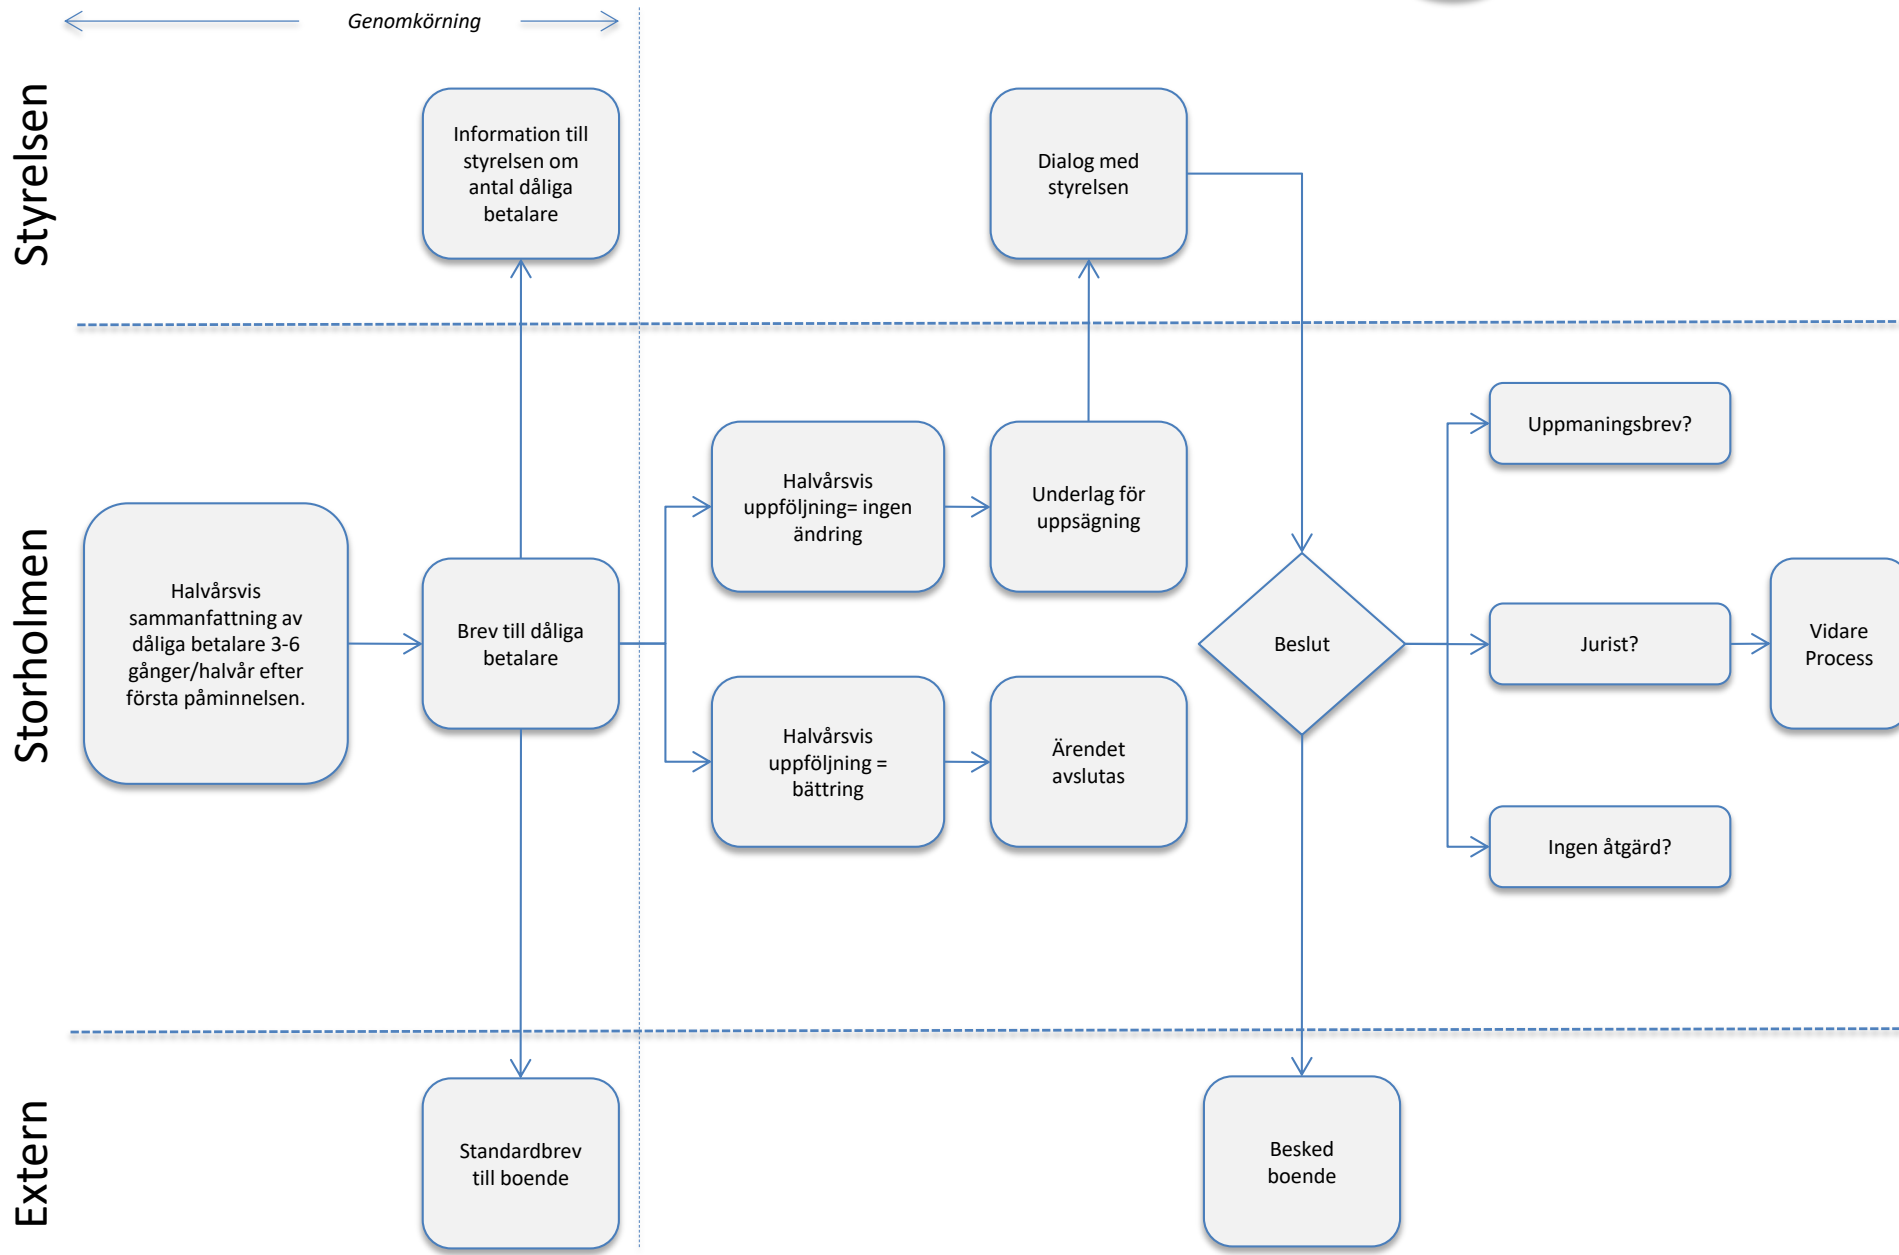 Genomkörning
Styrelsen
Information till
styrelsen om
antal dåliga
betalare
Dialog med
styrelsen
Storholmen
Halvårsvis
sammanfattning av
dåliga betalare 3-6
gånger/halvår efter
första påminnelsen.
Brev till dåliga
betalare
Halvårsvis
uppföljning= ingen
ändring
Underlag för
uppsägning
Halvårsvis
uppföljning =
bättring
Ärendet
avslutas
Beslut
Uppmaningsbrev?
Jurist?
Ingen åtgärd?
Vidare
Process
Extern
Standardbrev
till boende
Besked
boende